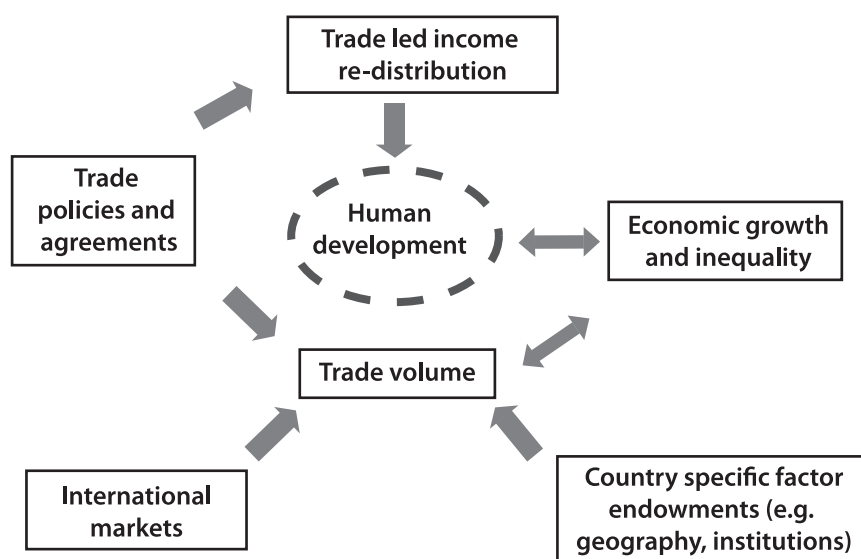 Trade led income
re-distribution
Trade
policies and
agreements
Human
development
Economic growth
and inequality
Trade volume
International
markets
Country specific factor
endowments (e.g.
geography, institutions)